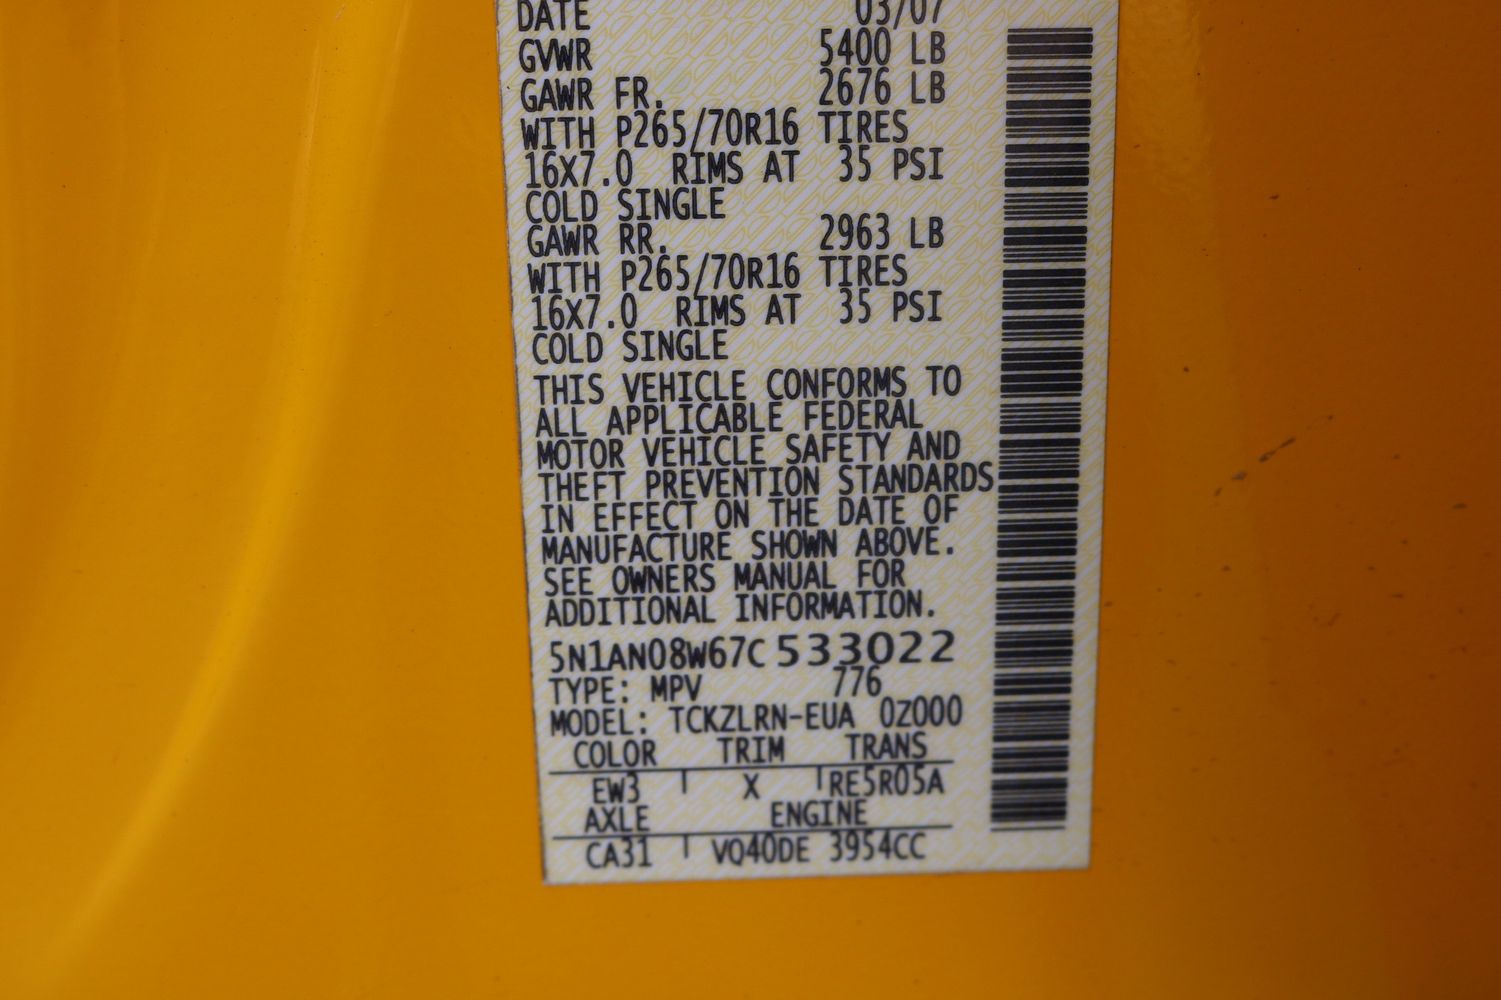 DATE 03/07
GVWR 5400 LB
GAWR FR. 2676 LB
WITH P265/70R16 TIRES
16X7.0 RIMS AT 35 PSI
COLD SINGLE
GAWR RR. 2963 LB
WITH P265/70R16 TIRES
16X7.0 RIMS AT 35 PSI
COLD SINGLE
THIS VEHICLE CONFORMS TO
ALL APPLICABLE FEDERAL
MOTOR VEHICLE SAFETY AND
THEFT PREVENTION STANDARDS
IN EFFECT ON THE DATE OF
MANUFACTURE SHOWN ABOVE.
SEE OWNERS MANUAL FOR
ADDITIONAL INFORMATION.
5N1AN08W67C533022
TYPE: MPV 776
MODEL: TCKZLRN-EUA 0Z000
COLOR TRIM TRANS
EW3 X RE5R05A
AXLE ENGINE
CA31 VQ40DE 3954CC